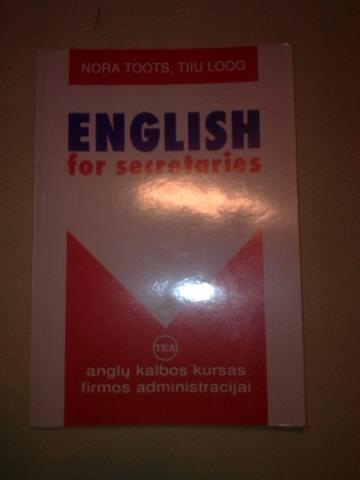 NORA TOOTS, TIIU LOOG
ENGLISH
for secretaries
TEA
anglų kalbos kursas
firmos administracijai